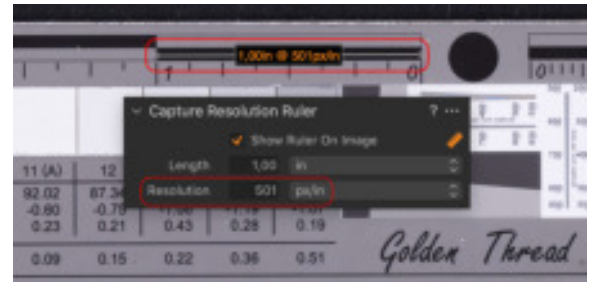 1,00in @ 501px/in
1 0 0
Capture Resolution Ruler ? ...
Show Ruler On Image
Length 1,00 in
Resolution 501 px/in
11 (A) 12
92.02 87.34
-0.60 -0.75
0.23 0.21 0.43 0.28 0.19
0.09 0.15 0.22 0.36 0.51
Golden Thread